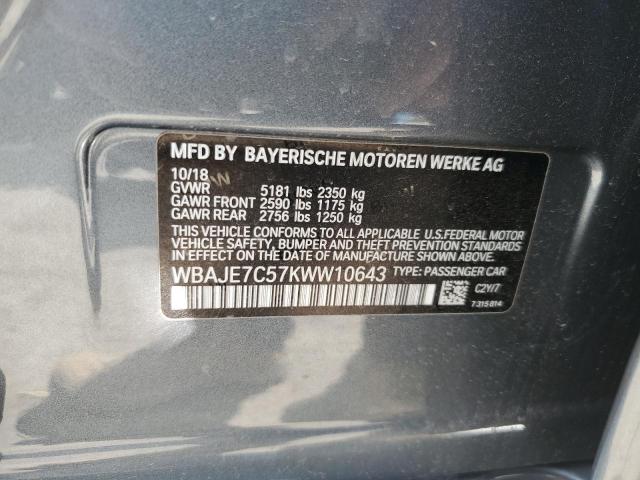 MFD BY BAYERISCHE MOTOREN WERKE AG
10/18
GVWR 5181 lbs 2350 kg
GAWR FRONT 2590 lbs 1175 kg
GAWR REAR 2756 lbs 1250 kg
THIS VEHICLE CONFORMS TO ALL APPLICABLE U.S.FEDERAL MOTOR
VEHICLE SAFETY, BUMPER AND THEFT PREVENTION STANDARDS
IN EFFECT ON THE DATE OF MANUFACTURE SHOWN ABOVE.
WBAJE7C57KWW10643 TYPE: PASSENGER CAR
C2Y/7
7 315 814